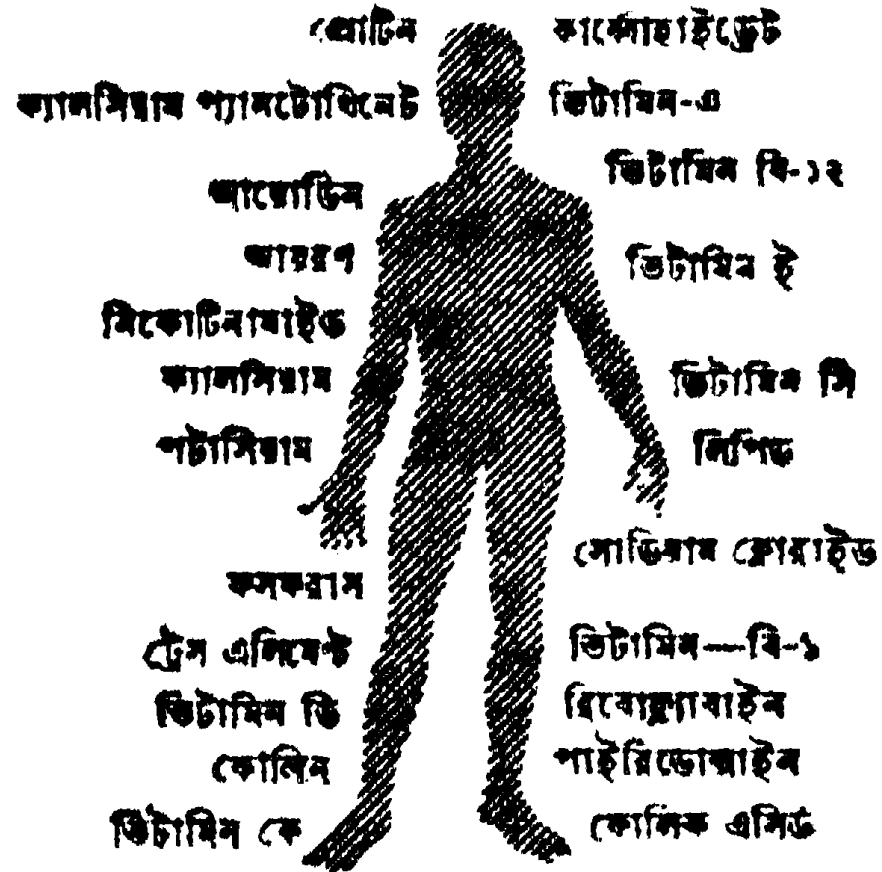 প্রোটিন
ক্যালসিয়াম প্যানটোথিনেট
আয়োডিন
আয়রণ
নিকোটিনামাইড
ক্যালসিয়াম
পটাসিয়াম
ফসফরাস
ট্রেস এলিমেন্ট
ভিটামিন ডি
কোলিন
ভিটামিন কে
কার্বোহাইড্রেট
ভিটামিন-এ
ভিটামিন বি-১২
ভিটামিন ই
ভিটামিন সি
লিপিড
সোডিয়াম ক্লোরাইড
ভিটামিন—বি-১
রিবোফ্ল্যাবাইন
পাইরিডোক্সাইন
ফোলিক এসিড